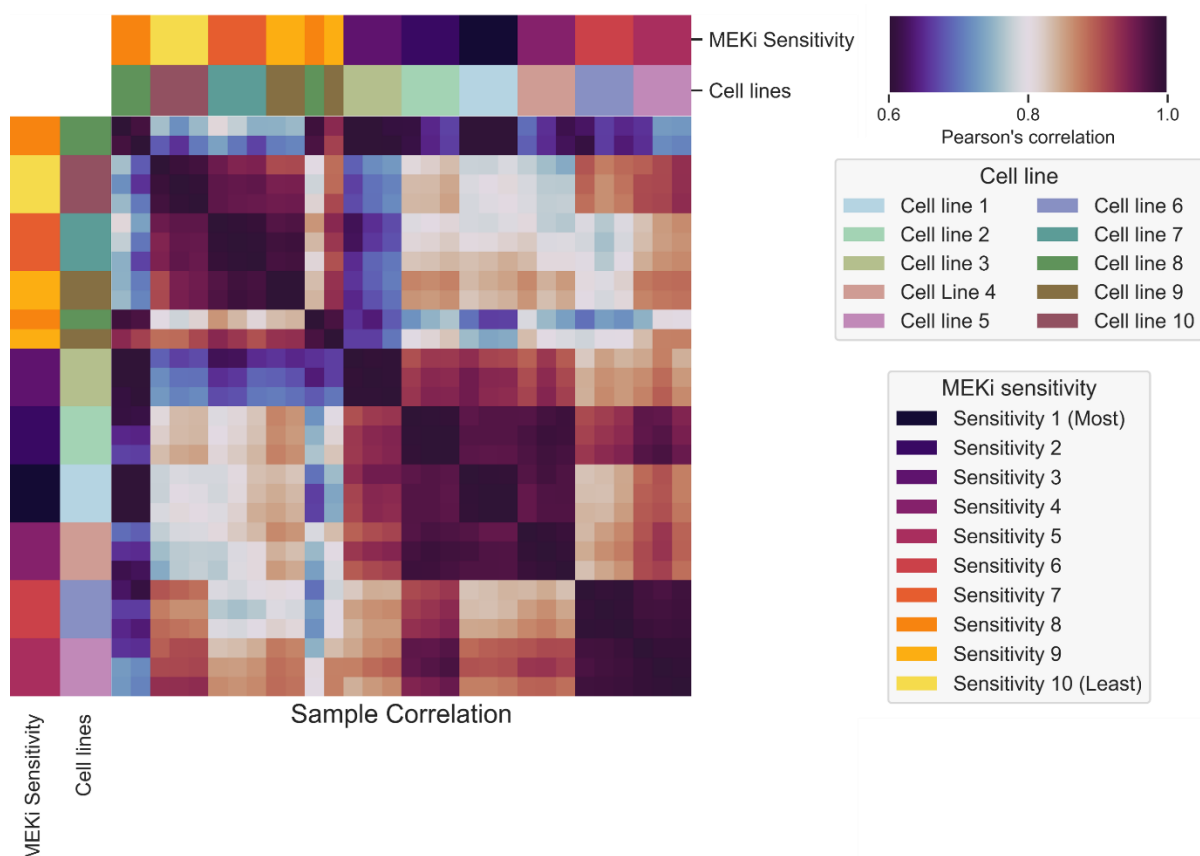 MEKi Sensitivity
Cell lines
0.6
0.8
1.0
Pearson's correlation
Cell line
Cell line 1
Cell line 6
Cell line 2
Cell line 7
Cell line 3
Cell line 8
Cell Line 4
Cell line 9
Cell line 5
Cell line 10
MEKi sensitivity
Sensitivity 1 (Most)
Sensitivity 2
Sensitivity 3
Sensitivity 4
Sensitivity 5
Sensitivity 6
Sensitivity 7
Sensitivity 8
Sensitivity 9
Sensitivity 10 (Least)
Sample Correlation
MEKi Sensitivity
Cell lines